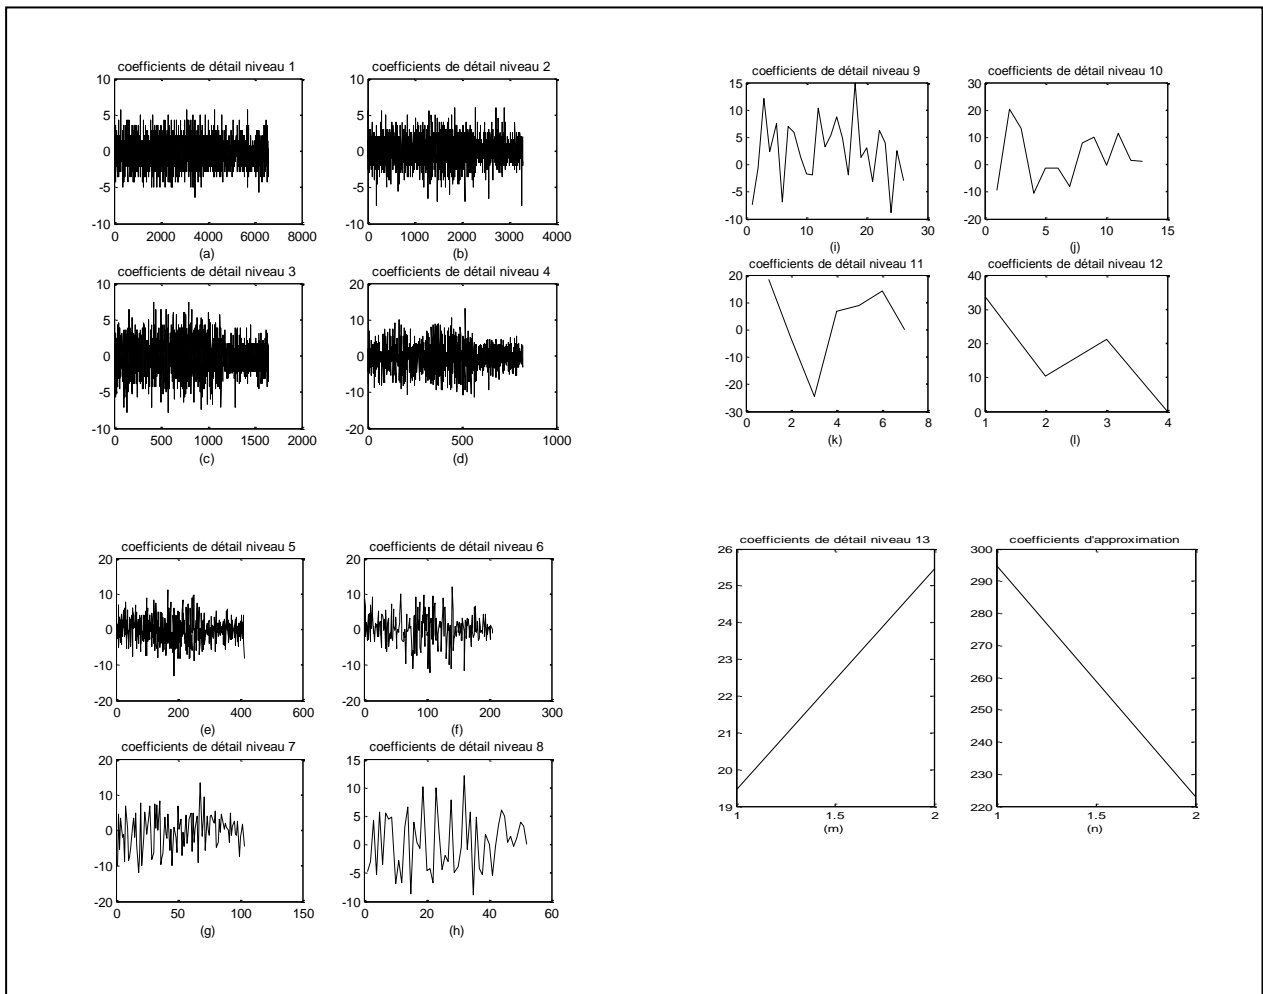 coefficients de détail niveau 1
10
5
0
-5
-10
0 2000 4000 6000 8000
(a)
coefficients de détail niveau 2
10
5
0
-5
-10
0 1000 2000 3000 4000
(b)
coefficients de détail niveau 3
10
5
0
-5
-10
0 500 1000 1500 2000
(c)
coefficients de détail niveau 4
20
10
0
-10
-20
0 500 1000
(d)
coefficients de détail niveau 5
20
10
0
-10
-20
0 200 400 600
(e)
coefficients de détail niveau 6
20
10
0
-10
-20
0 100 200 300
(f)
coefficients de détail niveau 7
20
10
0
-10
-20
0 50 100 150
(g)
coefficients de détail niveau 8
15
10
5
0
-5
-10
0 20 40 60
(h)
coefficients de détail niveau 9
15
10
5
0
-5
-10
0 10 20 30
(i)
coefficients de détail niveau 10
30
20
10
0
-10
-20
0 5 10 15
(j)
coefficients de détail niveau 11
20
10
0
-10
-20
-30
0 2 4 6 8
(k)
coefficients de détail niveau 12
40
30
20
10
0
1 2 3 4
(l)
coefficients de détail niveau 13
26
25
24
23
22
21
20
19
1 1.5 2
(m)
coefficients d'approximation
300
290
280
270
260
250
240
230
220
1 1.5 2
(n)